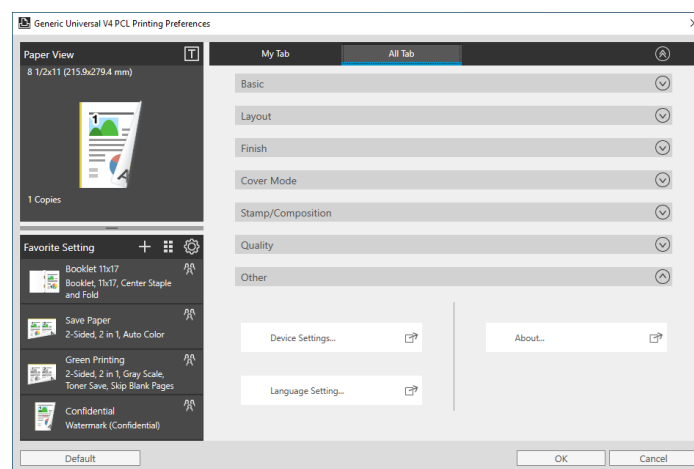 Generic Universal V4 PCL Printing Preferences
Paper View
T
8 1/2x11 (215.9x279.4 mm)
1
A
1 Copies
Favorite Setting
Booklet 11x17
Booklet, 11x17, Center Staple
and Fold
Save Paper
2-Sided, 2 in 1, Auto Color
Green Printing
2-Sided, 2 in 1, Gray Scale,
Toner Save, Skip Blank Pages
Confidential
Watermark (Confidential)
Default
My Tab
All Tab
Basic
Layout
Finish
Cover Mode
Stamp/Composition
Quality
Other
Device Settings...
About...
Language Setting...
OK
Cancel